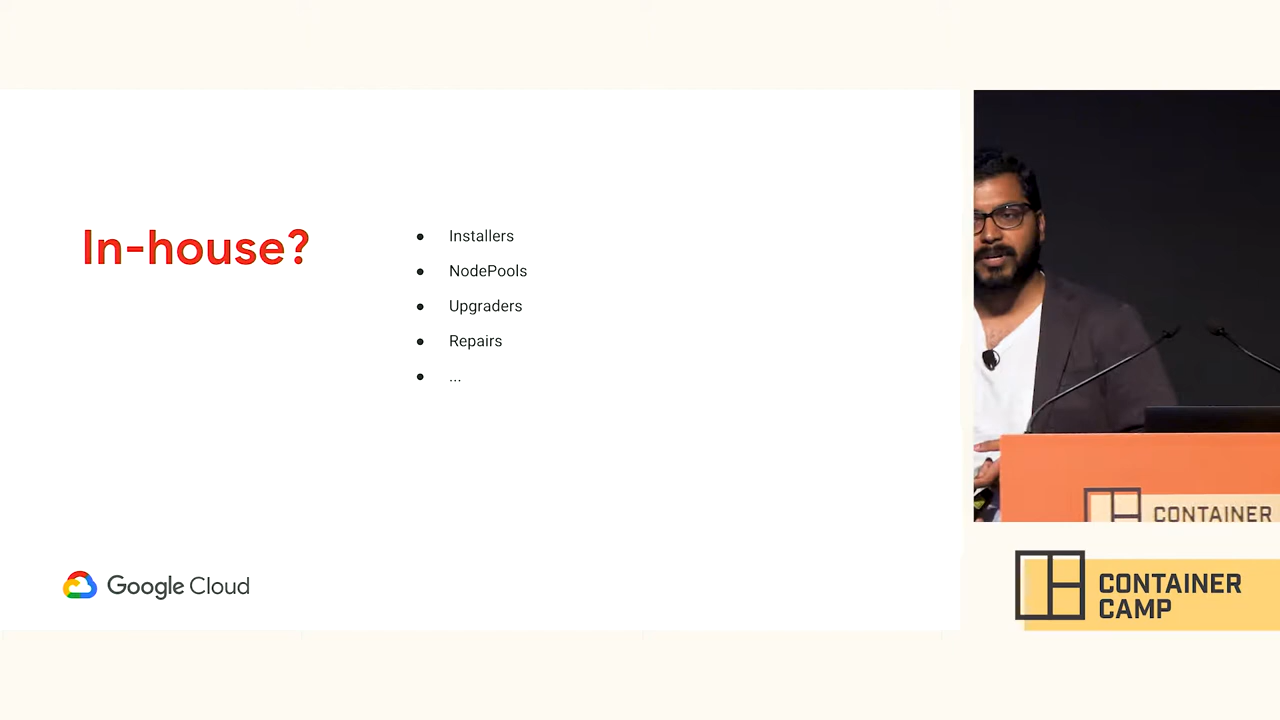 In-house?
● Installers
● NodePools
● Upgraders
● Repairs
● ...
Google Cloud
CONTAINER
CONTAINER
CAMP